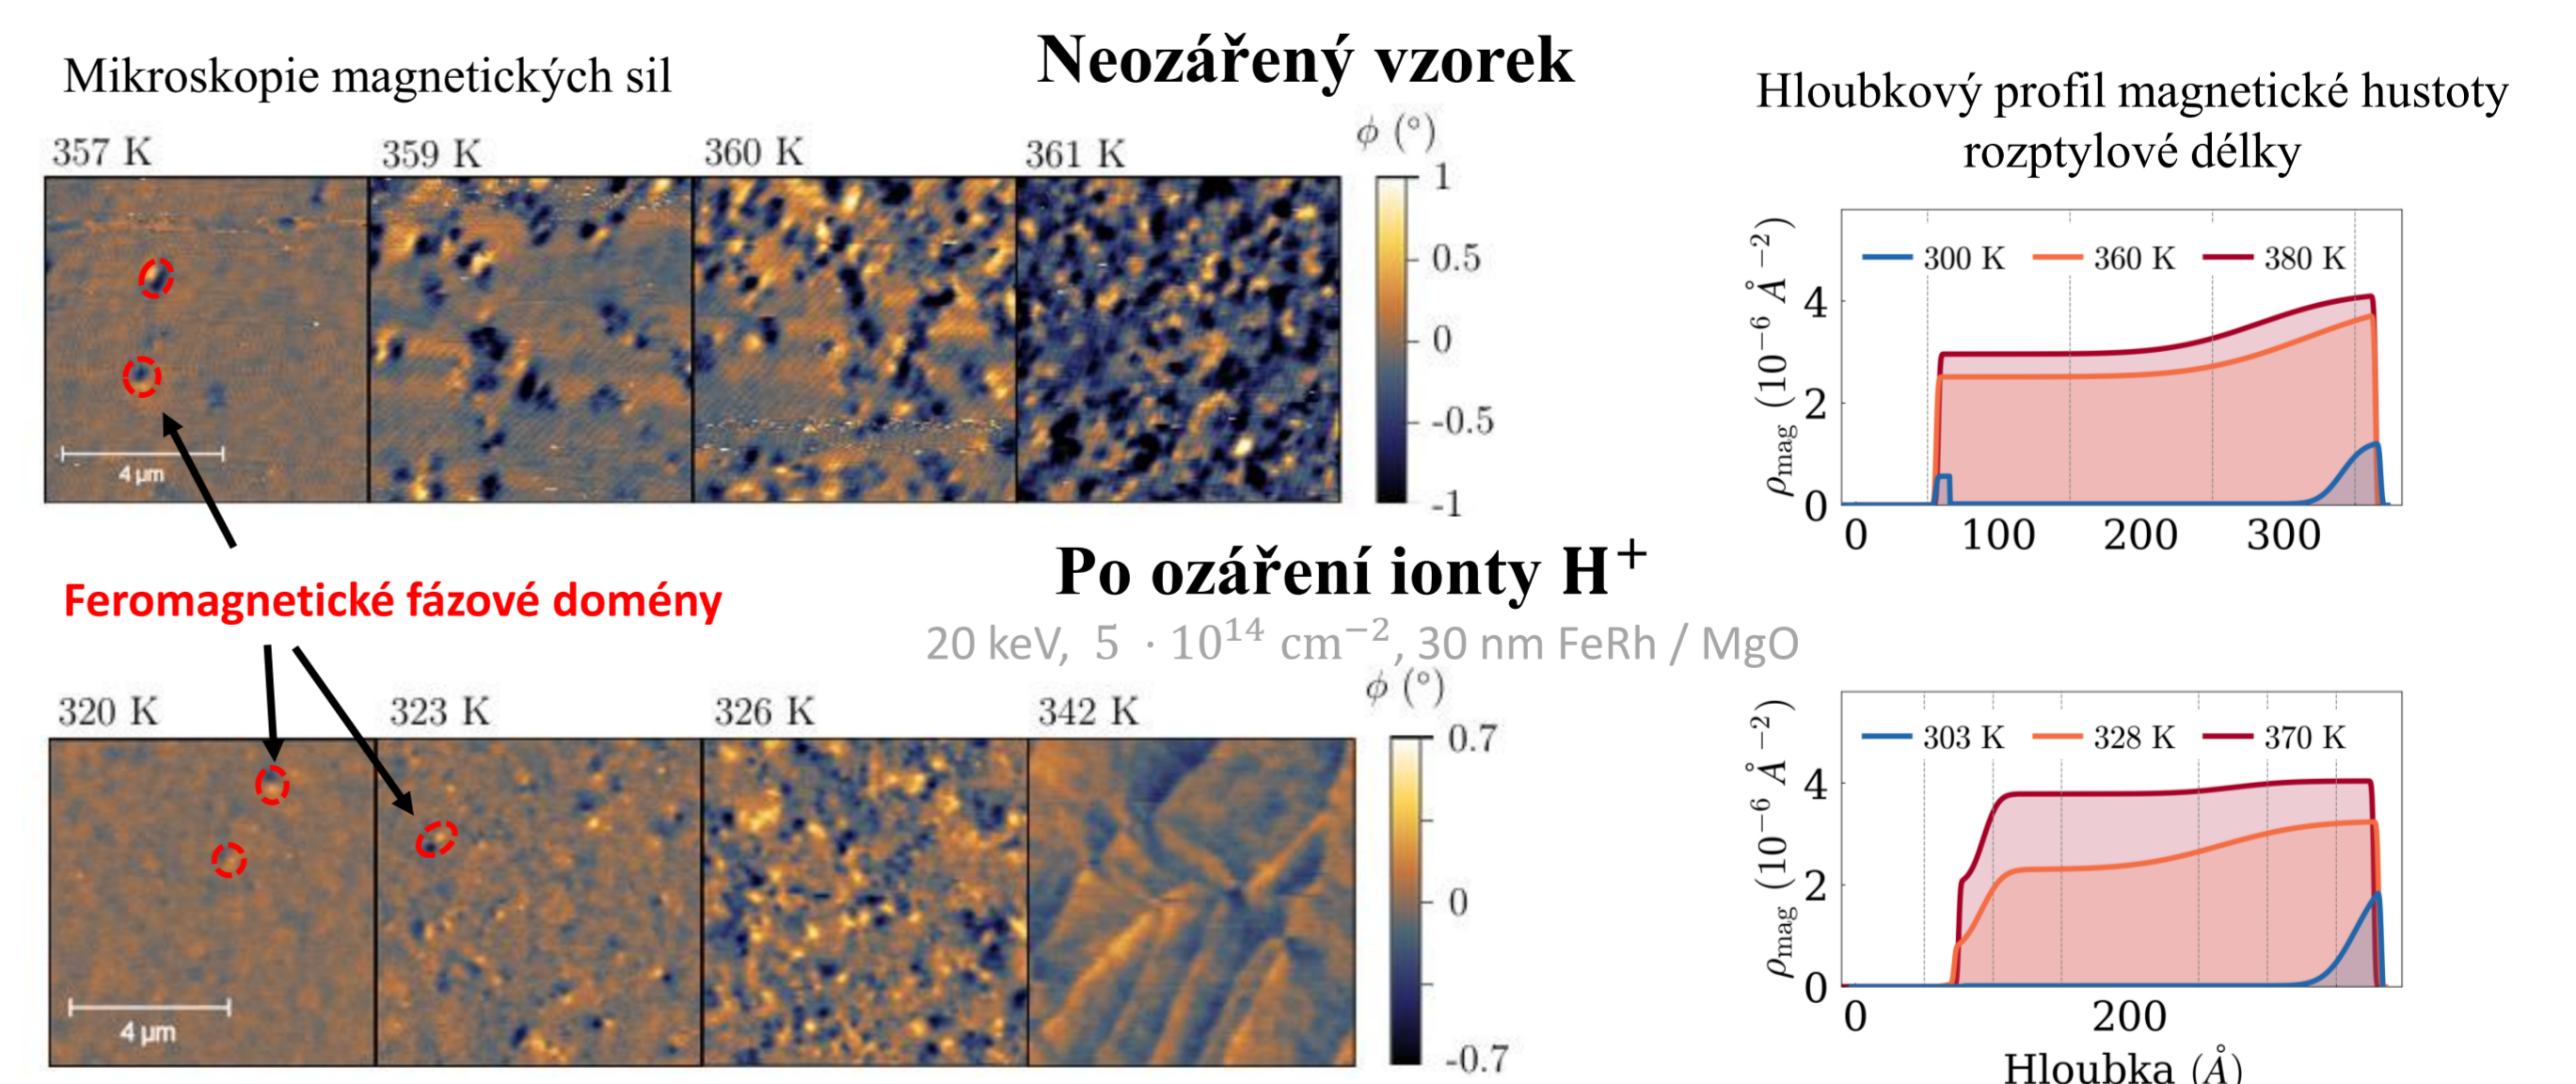 Neozářený vzorek
Mikroskopie magnetických sil
357 K
359 K
360 K
361 K
ϕ (°)
1
0.5
0
-0.5
-1
4 µm
Hloubkový profil magnetické hustoty
rozptylové délky
300 K
360 K
380 K
ρmag (10⁻⁶ Å⁻²)
4
2
0
0
100
200
300
Feromagnetické fázové domény
Po ozáření ionty H⁺
20 keV, 5 · 10¹⁴ cm⁻², 30 nm FeRh / MgO
320 K
323 K
326 K
342 K
ϕ (°)
0.7
0
-0.7
4 µm
303 K
328 K
370 K
ρmag (10⁻⁶ Å⁻²)
4
2
0
0
200
Hloubka (Å)